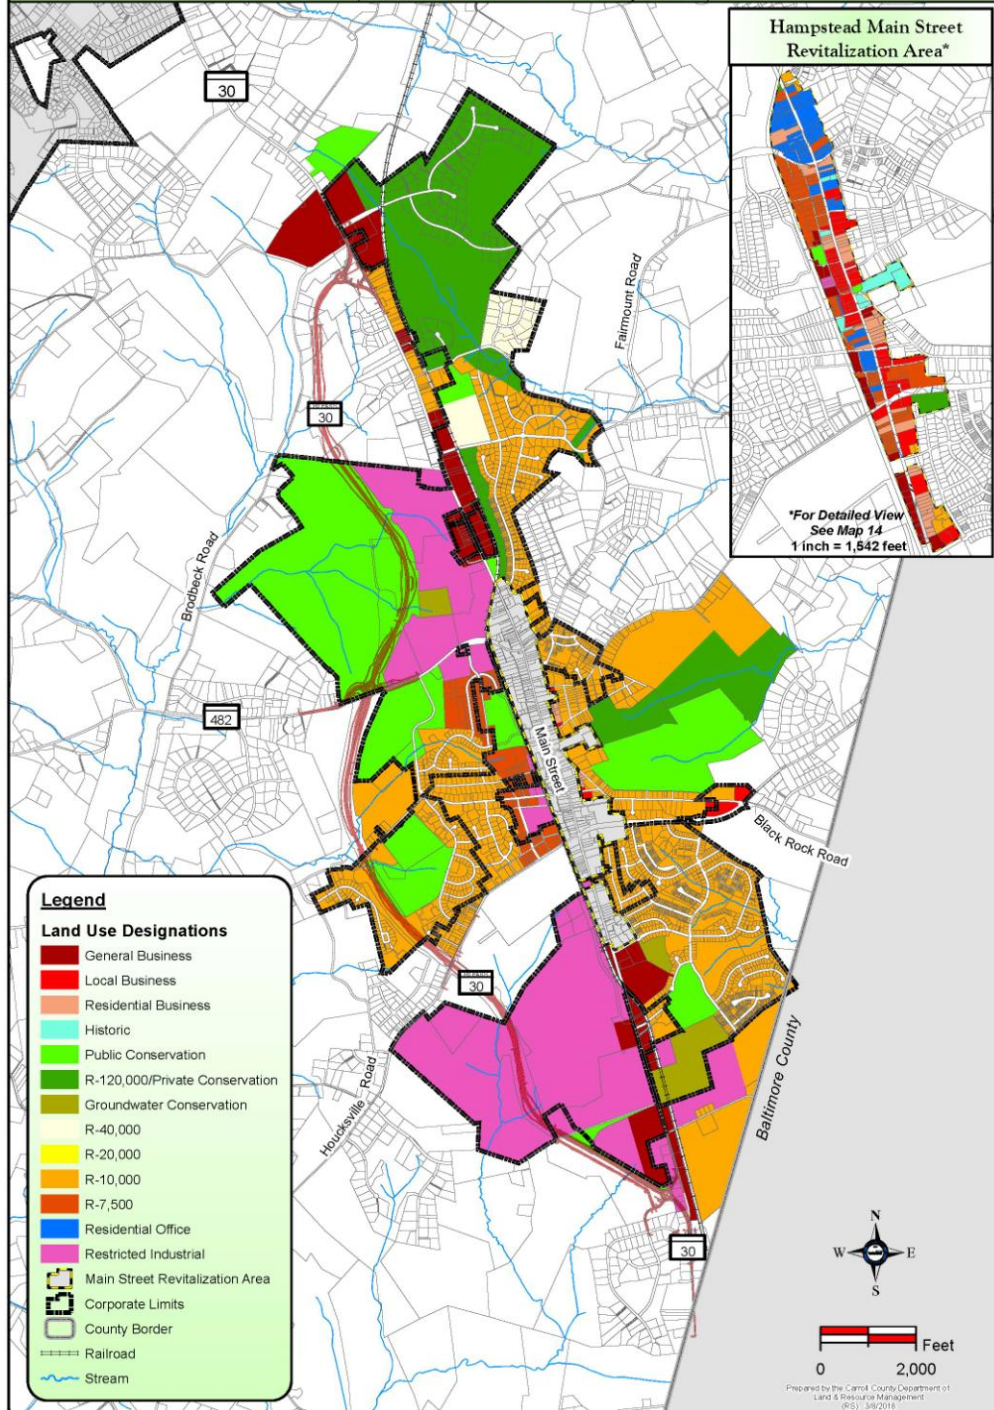 Hampstead Main Street
Revitalization Area*
30
Fairmount Road
30
*For Detailed View
See Map 14
1 inch = 1,542 feet
Brodbeck Road
482
Main Street
Black Rock Road
30
Baltimore County
Houcksville Road
30
Legend
Land Use Designations
General Business
Local Business
Residential Business
Historic
Public Conservation
R-120,000/Private Conservation
Groundwater Conservation
R-40,000
R-20,000
R-10,000
R-7,500
Residential Office
Restricted Industrial
Main Street Revitalization Area
Corporate Limits
County Border
Railroad
Stream
N
W E
S
Feet
0 2,000
Prepared by the Carroll County Department of
Land & Resource Management
(RS) 3/8/2016